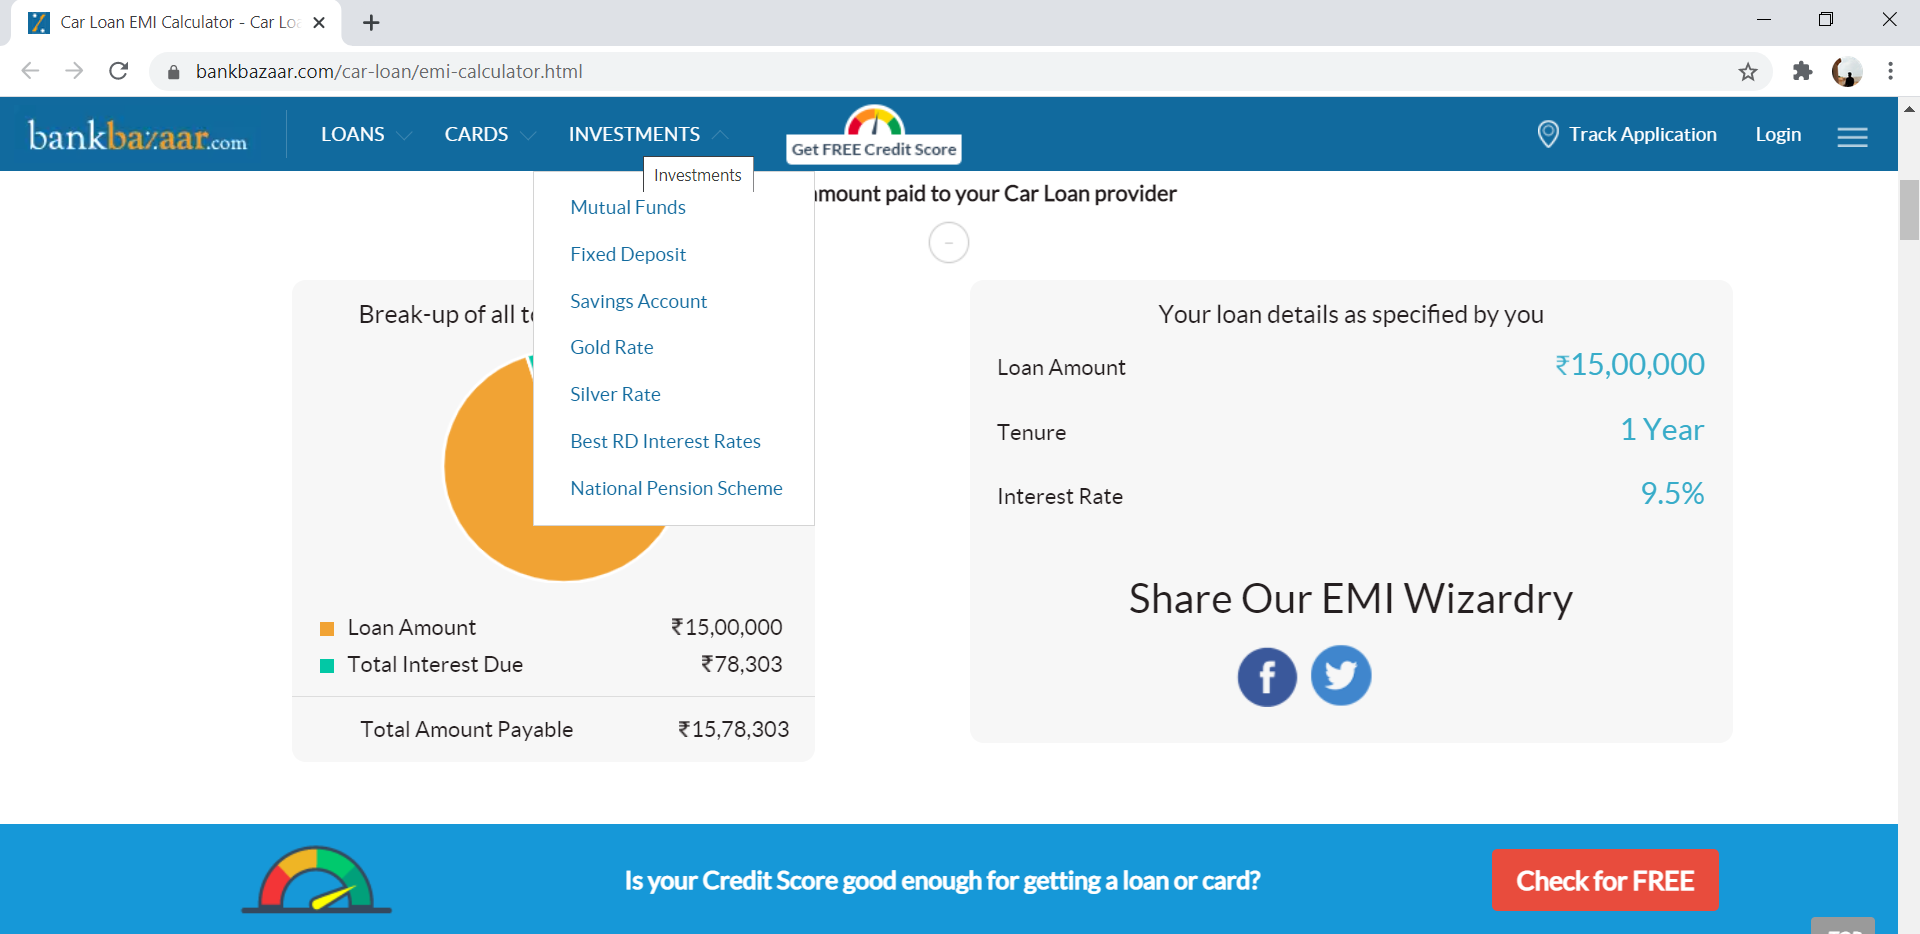 Car Loan EMI Calculator - Car Loa
bankbazaar.com/car-loan/emi-calculator.html
bankbazaar.com
LOANS
CARDS
INVESTMENTS
Get FREE Credit Score
Track Application
Login
Investments
amount paid to your Car Loan provider
Mutual Funds
Fixed Deposit
Savings Account
Gold Rate
Silver Rate
Best RD Interest Rates
National Pension Scheme
Break-up of all
Loan Amount ₹15,00,000
Total Interest Due ₹78,303
Total Amount Payable ₹15,78,303
Your loan details as specified by you
Loan Amount ₹15,00,000
Tenure 1 Year
Interest Rate 9.5%
Share Our EMI Wizardry
Is your Credit Score good enough for getting a loan or card?
Check for FREE